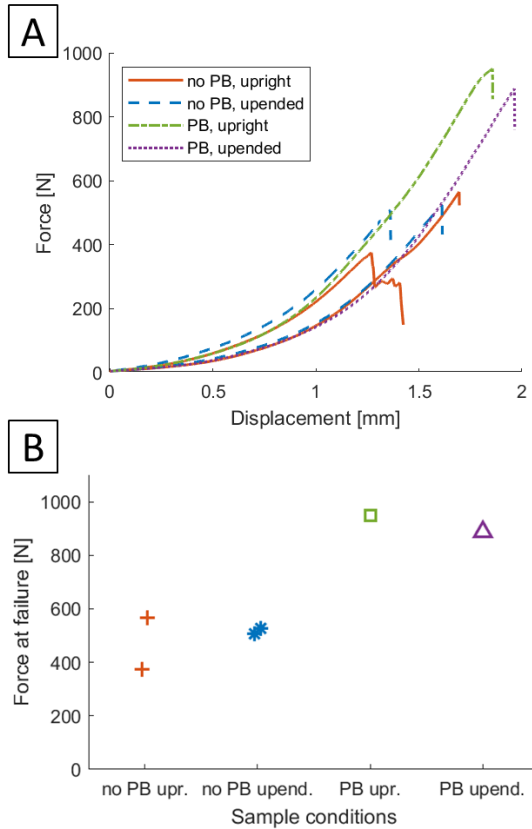 A
1000
800
600
400
200
0
Force [N]
no PB, upright
no PB, upended
PB, upright
PB, upended
0 0.5 1 1.5 2
Displacement [mm]
B
1000
800
600
400
200
0
Force at failure [N]
no PB upr. no PB upend. PB upr. PB upend.
Sample conditions